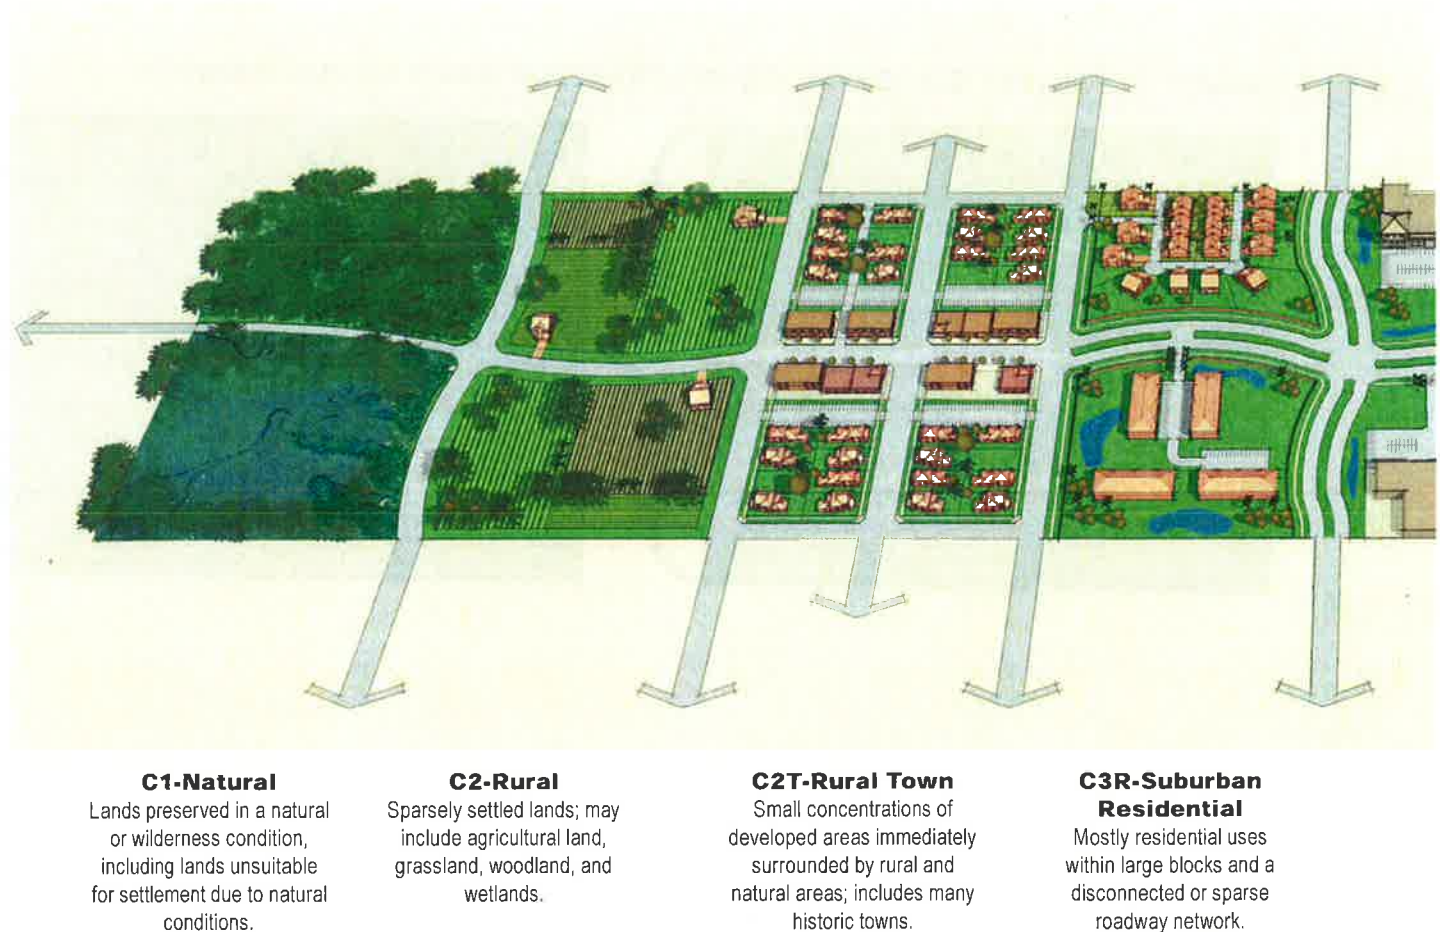 C1-Natural
Lands preserved in a natural
or wilderness condition,
including lands unsuitable
for settlement due to natural
conditions.
C2-Rural
Sparsely settled lands; may
include agricultural land,
grassland, woodland, and
wetlands.
C2T-Rural Town
Small concentrations of
developed areas immediately
surrounded by rural and
natural areas; includes many
historic towns.
C3R-Suburban
Residential
Mostly residential uses
within large blocks and a
disconnected or sparse
roadway network.